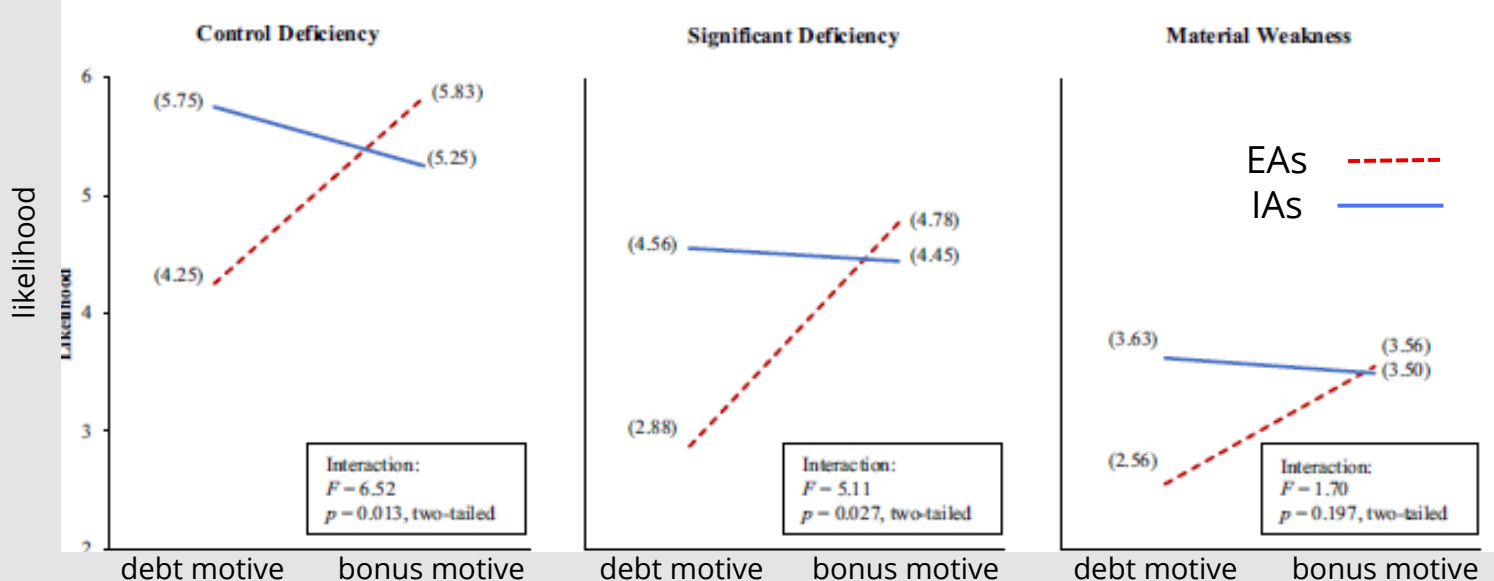 Control Deficiency
Significant Deficiency
Material Weakness
likelihood
Likelihood
6
5
4
3
2
(5.75)
(5.83)
(5.25)
(4.25)
Interaction:
F = 6.52
p = 0.013, two-tailed
(4.56)
(4.78)
(4.45)
(2.88)
Interaction:
F = 5.11
p = 0.027, two-tailed
EAs
IAs
(3.63)
(3.56)
(3.50)
(2.56)
Interaction:
F = 1.70
p = 0.197, two-tailed
debt motive bonus motive
debt motive bonus motive
debt motive bonus motive